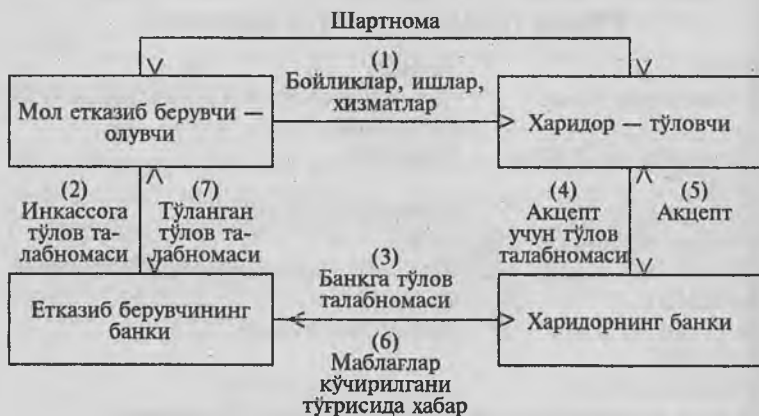 Шартнома
(1)
Бойликлар, ишлар,
хизматлар
Мол етказиб берувчи —
олувчи
Харидор — тўловчи
(2)
Инкассога
тўлов та-
лабномаси
(7)
Тўланган
тўлов та-
лабномаси
(4)
Акцепт
учун тўлов
талабномаси
(5)
Акцепт
(3)
Банкга тўлов
талабномаси
Етказиб берувчининг
банки
Харидорнинг банки
(6)
Маблағлар
кўчирилгани
тўғрисида хабар